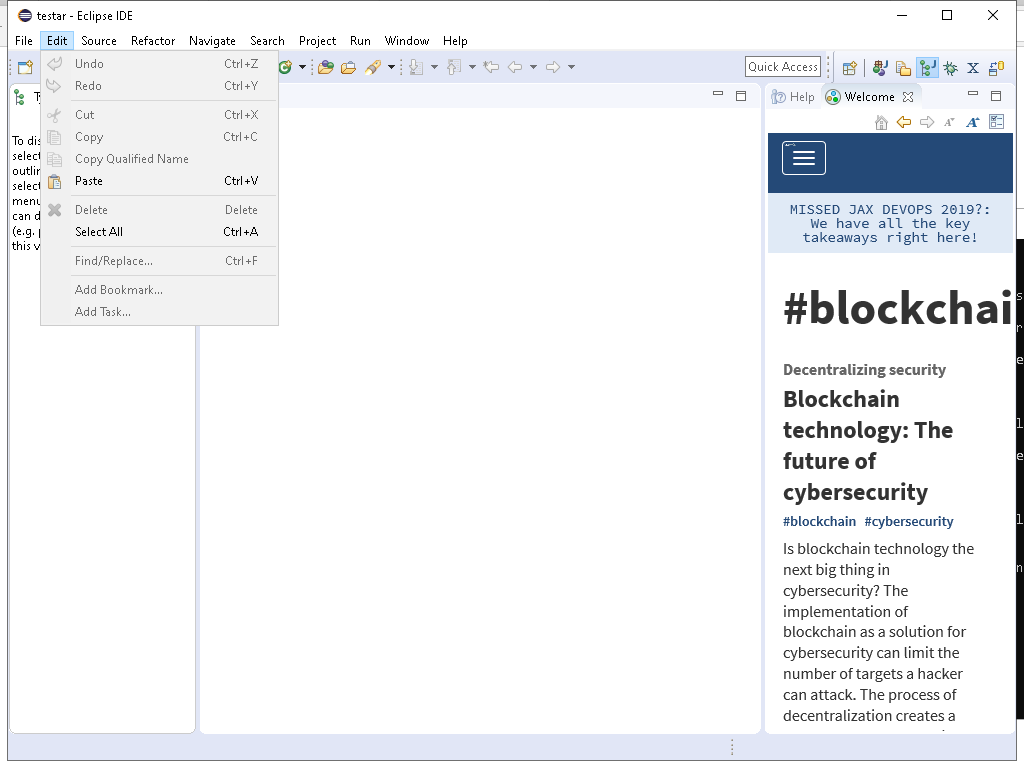 testar - Eclipse IDE
File Edit Source Refactor Navigate Search Project Run Window Help
Undo Ctrl+Z
Redo Ctrl+Y
Cut Ctrl+X
Copy Ctrl+C
Copy Qualified Name
Paste Ctrl+V
Delete Delete
Select All Ctrl+A
Find/Replace... Ctrl+F
Add Bookmark...
Add Task...
Quick Access
To dis
selec
outlin
selec
menu
can d
(e.g.
this v
Help Welcome
MISSED JAX DEVOPS 2019?:
We have all the key
takeaways right here!
#blockchai
Decentralizing security
Blockchain
technology: The
future of
cybersecurity
#blockchain #cybersecurity
Is blockchain technology the
next big thing in
cybersecurity? The
implementation of
blockchain as a solution for
cybersecurity can limit the
number of targets a hacker
can attack. The process of
decentralization creates a